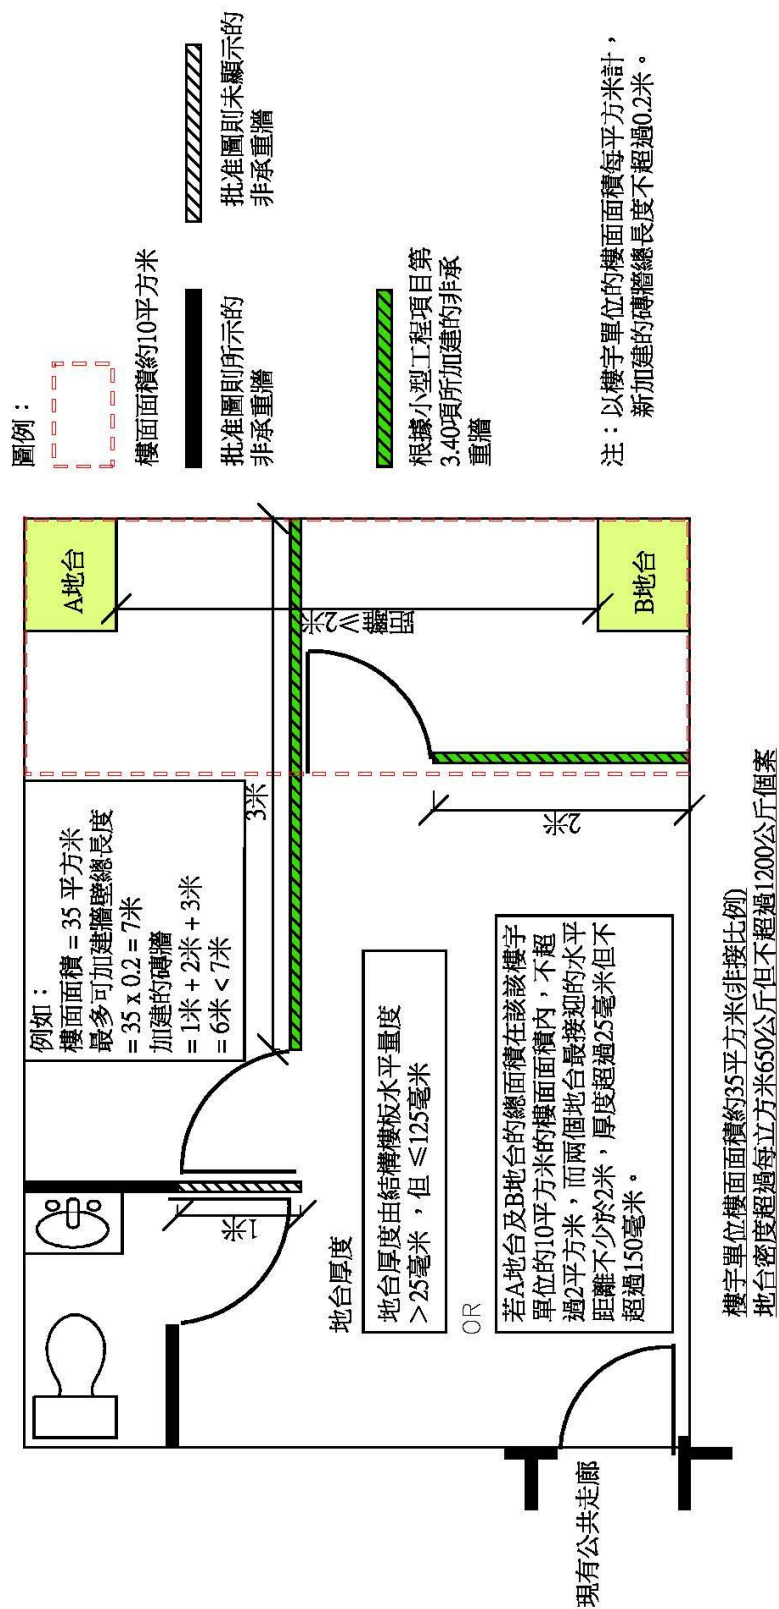 圖例：
樓面面積約10平方米
批准圖則所示的
非承重牆
批准圖則未顯示的
非承重牆
根據小型工程項目第
3.40項所加建的非承
重牆
注：以樓宇單位的樓面面積每平方米計，
新加建的磚牆總長度不超過0.2米。
A地台
B地台
距離
≥2米
例如：
樓面面積 = 35 平方米
最多可加建牆壁總長度
= 35 x 0.2 = 7米
加建的磚牆
= 1米 + 2米 + 3米
= 6米 < 7米
3米
2米
1米
地台厚度
地台厚度由結構樓板水平量度
>25毫米，但 ≤125毫米
OR
若A地台及B地台的總面積在該樓宇
單位的10平方米的樓面面積內，不超
過2平方米，而兩個地台最接迎的水平
距離不少於2米，厚度超過25毫米但不
超過150毫米。
現有公共走廊
樓宇單位樓面面積約35平方米(非接比例)
地台密度超過每立方米650公斤但不超過1200公斤個案